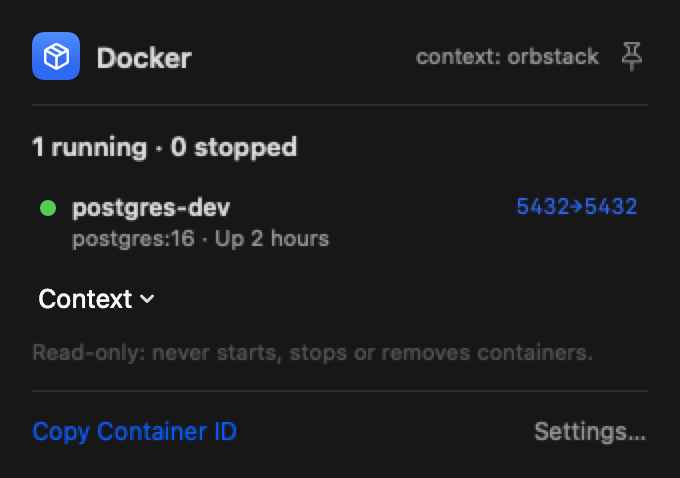 Docker
context: orbstack
1 running · 0 stopped
postgres-dev
5432→5432
postgres:16 · Up 2 hours
Context
Read-only: never starts, stops or removes containers.
Copy Container ID
Settings...